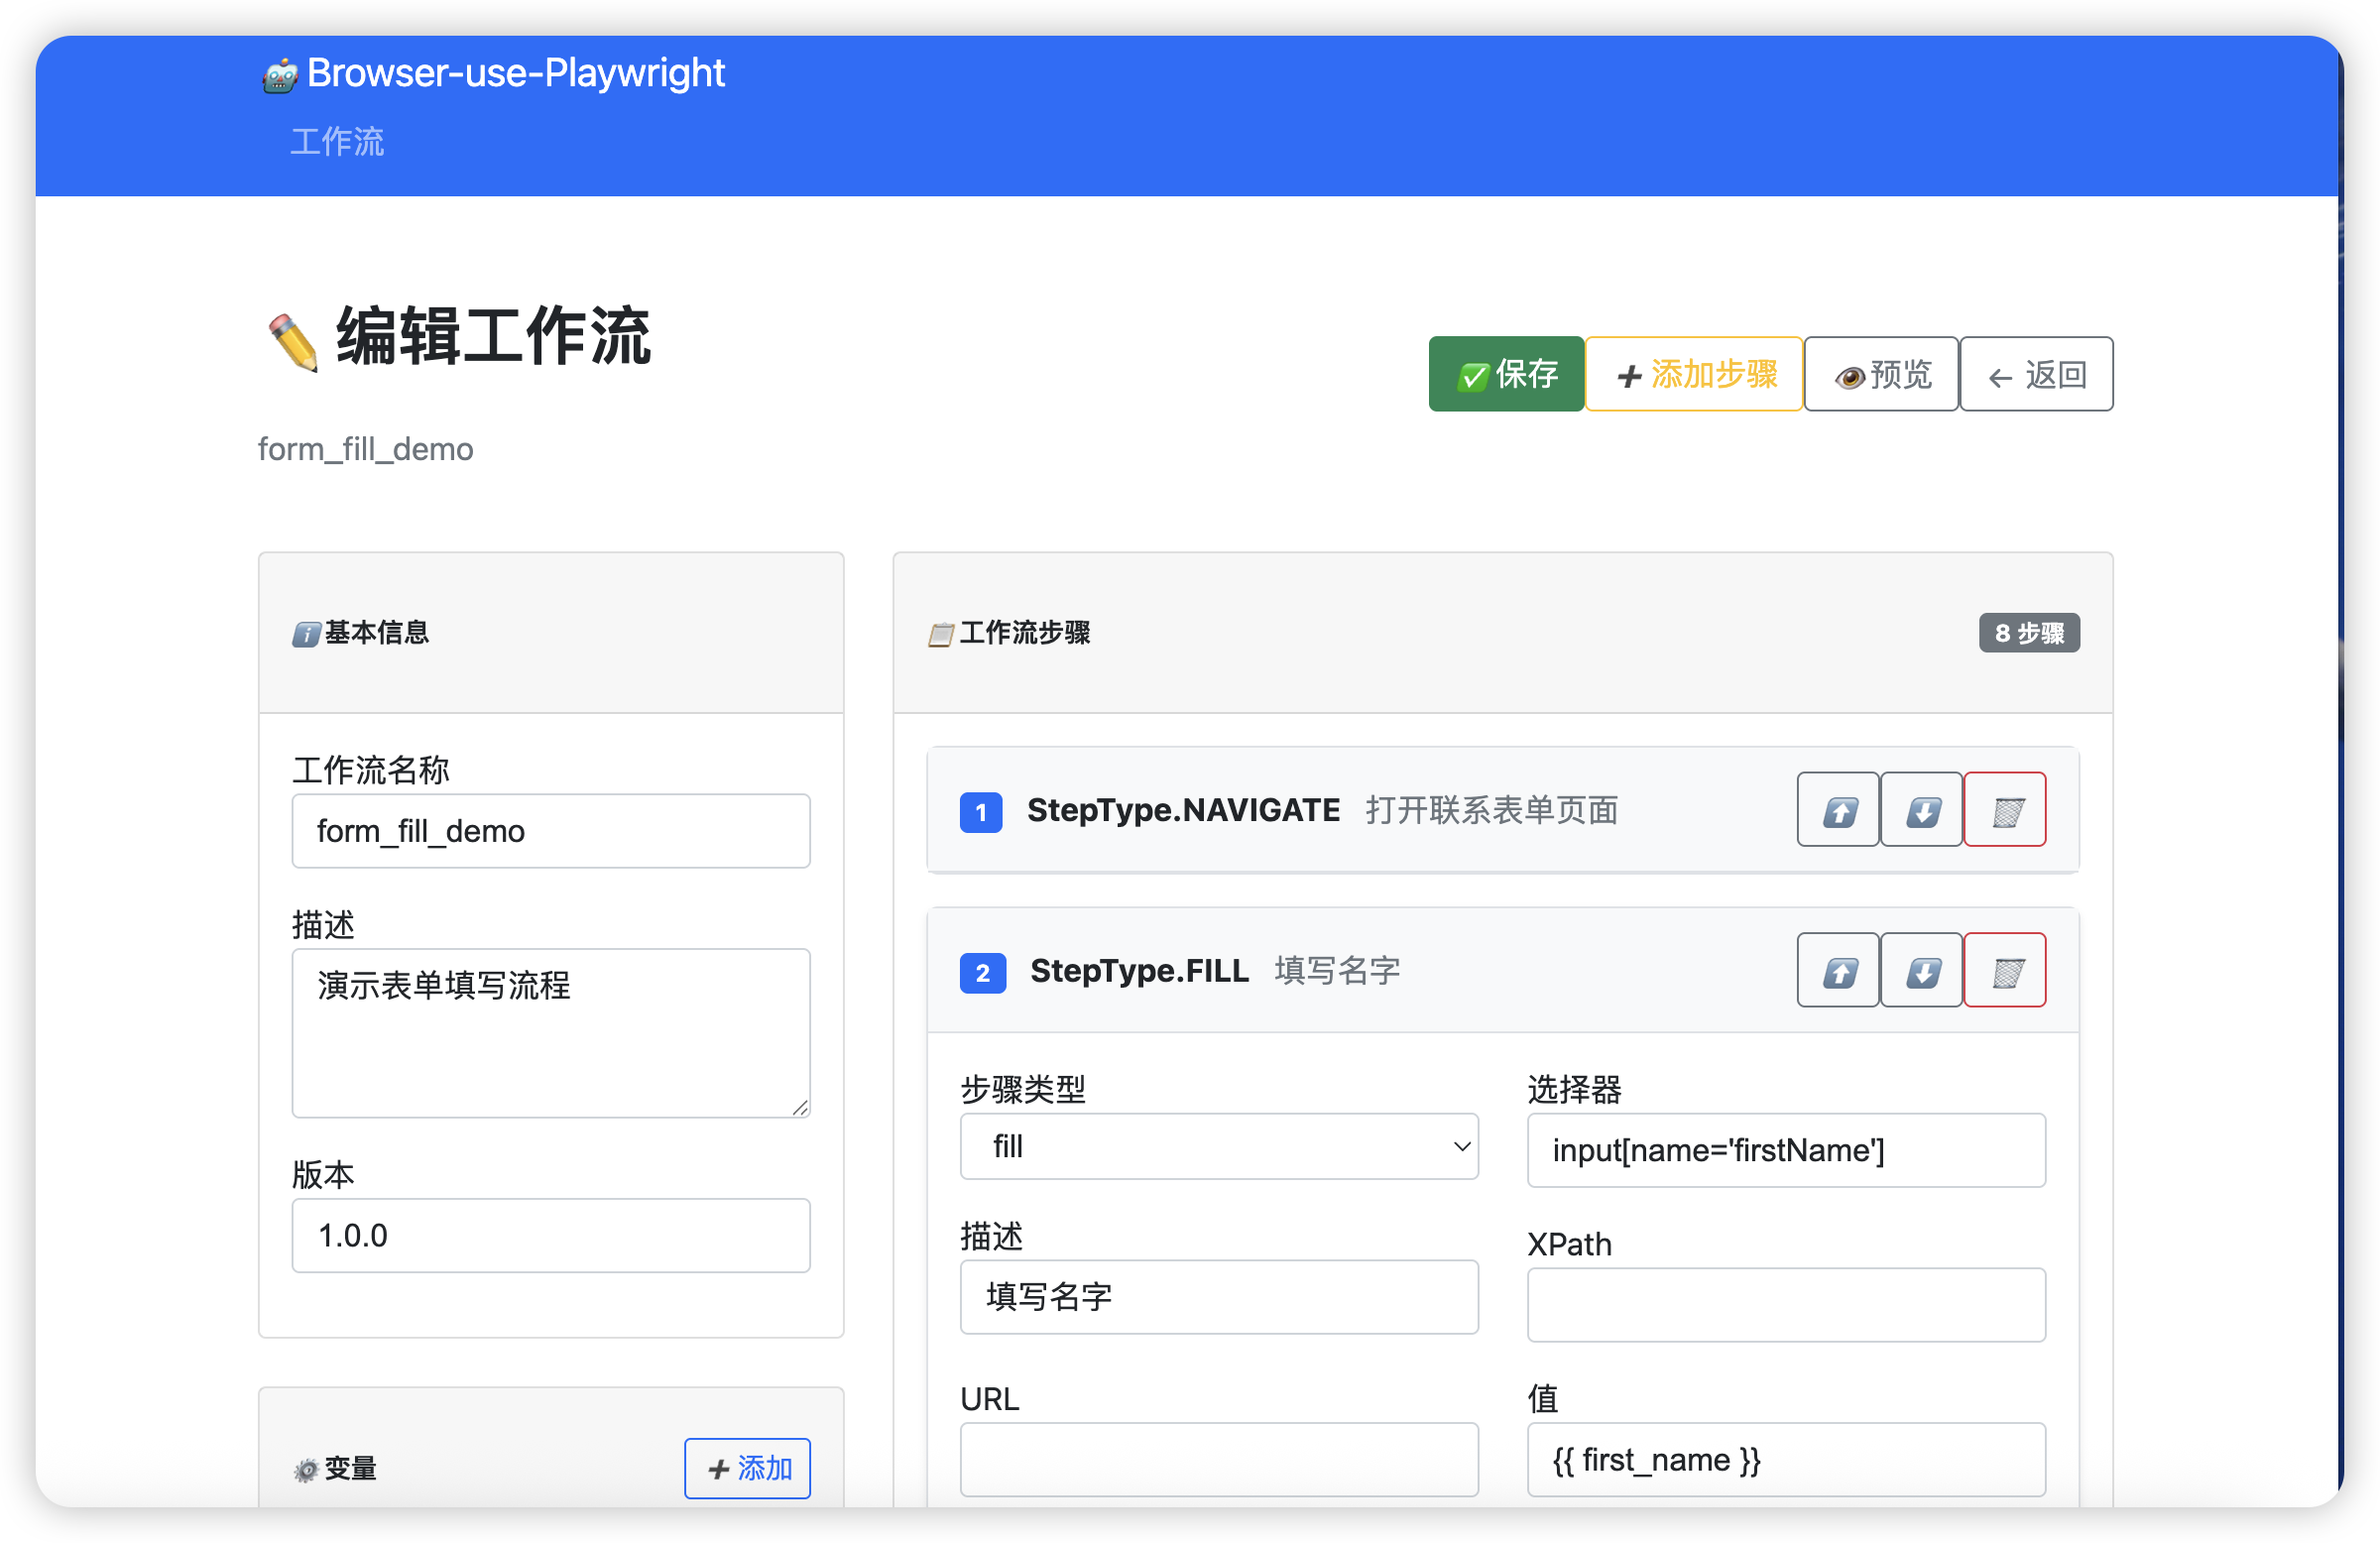 🤖 Browser-use-Playwright
工作流
✏️ 编辑工作流
✅保存
➕ 添加步骤
👁️预览
← 返回
form_fill_demo
ℹ️基本信息
工作流名称
form_fill_demo
描述
演示表单填写流程
版本
1.0.0
⚙️变量
➕ 添加
📋工作流步骤
8 步骤
1 StepType.NAVIGATE 打开联系表单页面
2 StepType.FILL 填写名字
步骤类型
fill
选择器
input[name='firstName']
描述
填写名字
XPath
URL
值
{{ first_name }}